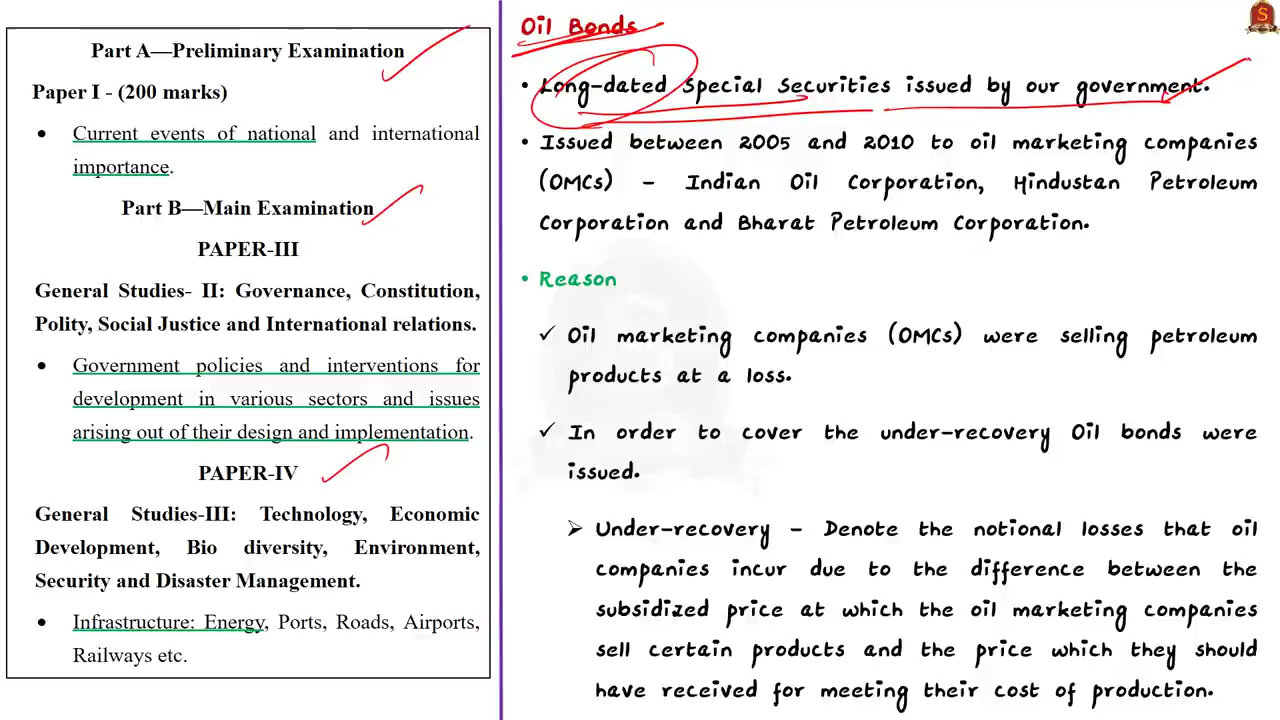 Part A—Preliminary Examination
Paper I - (200 marks)
• Current events of national and international
importance.
Part B—Main Examination
PAPER-III
General Studies- II: Governance, Constitution,
Polity, Social Justice and International relations.
• Government policies and interventions for
development in various sectors and issues
arising out of their design and implementation.
PAPER-IV
General Studies-III: Technology, Economic
Development, Bio diversity, Environment,
Security and Disaster Management.
• Infrastructure: Energy, Ports, Roads, Airports,
Railways etc.
Oil Bonds
• Long-dated Special Securities issued by our government.
• Issued between 2005 and 2010 to oil marketing companies
(OMCs) - Indian Oil Corporation, Hindustan Petroleum
Corporation and Bharat Petroleum Corporation.
• Reason
✓ Oil marketing companies (OMCs) were selling petroleum
products at a loss.
✓ In order to cover the under-recovery Oil bonds were
issued.
➢ Under-recovery - Denote the notional losses that oil
companies incur due to the difference between the
subsidized price at which the oil marketing companies
sell certain products and the price which they should
have received for meeting their cost of production.